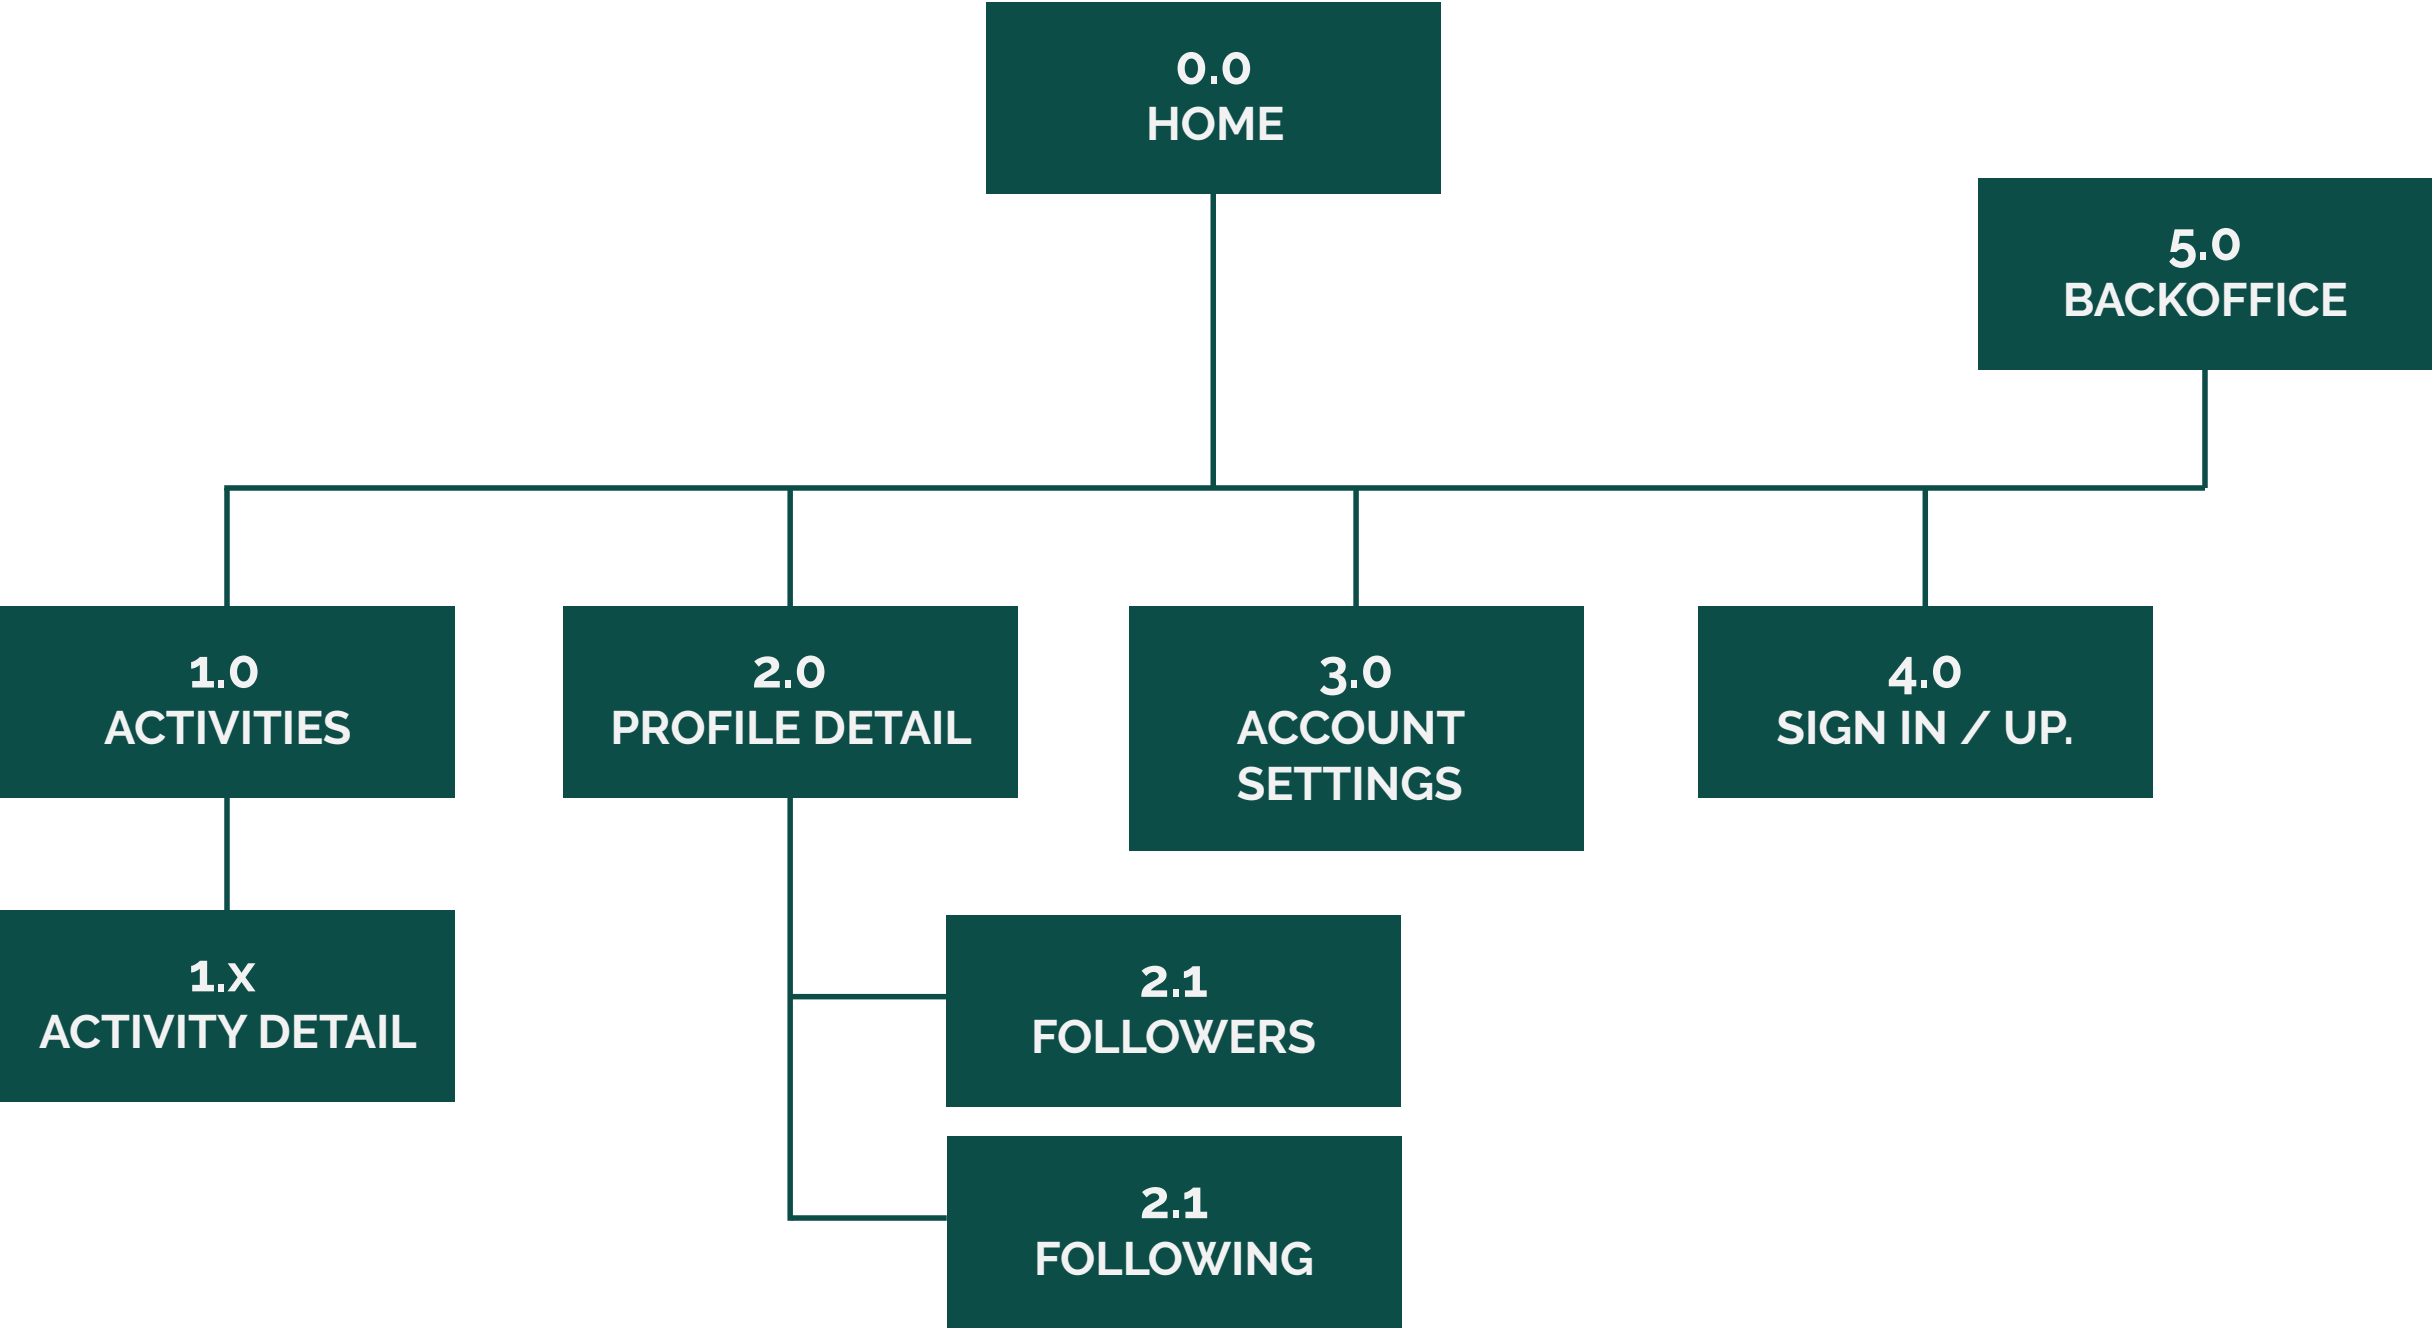 0.0
HOME
5.0
BACKOFFICE
1.0
ACTIVITIES
2.0
PROFILE DETAIL
3.0
ACCOUNT
SETTINGS
4.0
SIGN IN / UP.
1.x
ACTIVITY DETAIL
2.1
FOLLOWERS
2.1
FOLLOWING